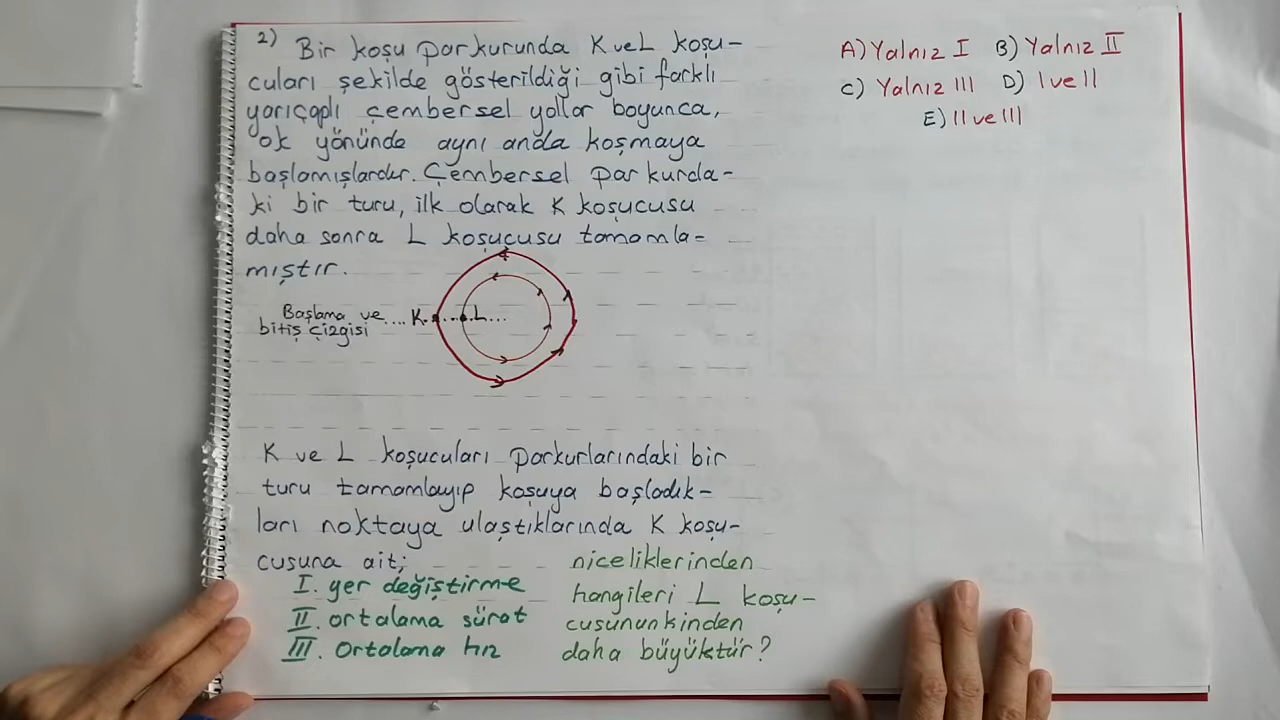 2) Bir koşu parkurunda K ve L koşu-
cuları şekilde gösterildiği gibi farklı
yarıçaplı çembersel yollar boyunca,
ok yönünde aynı anda koşmaya
başlamışlardır. Çembersel parkurda-
ki bir turu, ilk olarak K koşucusu
daha sonra L koşucusu tamamla-
mıştır.
Başlama ve
bitiş çizgisi
.... K ..... L ...
K ve L koşucuları parkurlarındaki bir
turu tamamlayıp koşuya başladık-
ları noktaya ulaştıklarında K koşu-
cusuna ait;
I. yer değiştirme
II. ortalama sürat
III. Ortalama hız
niceliklerinden
hangileri L koşu-
cusununkinden
daha büyüktür?
A) Yalnız I B) Yalnız II
C) Yalnız III D) I ve II
E) II ve III